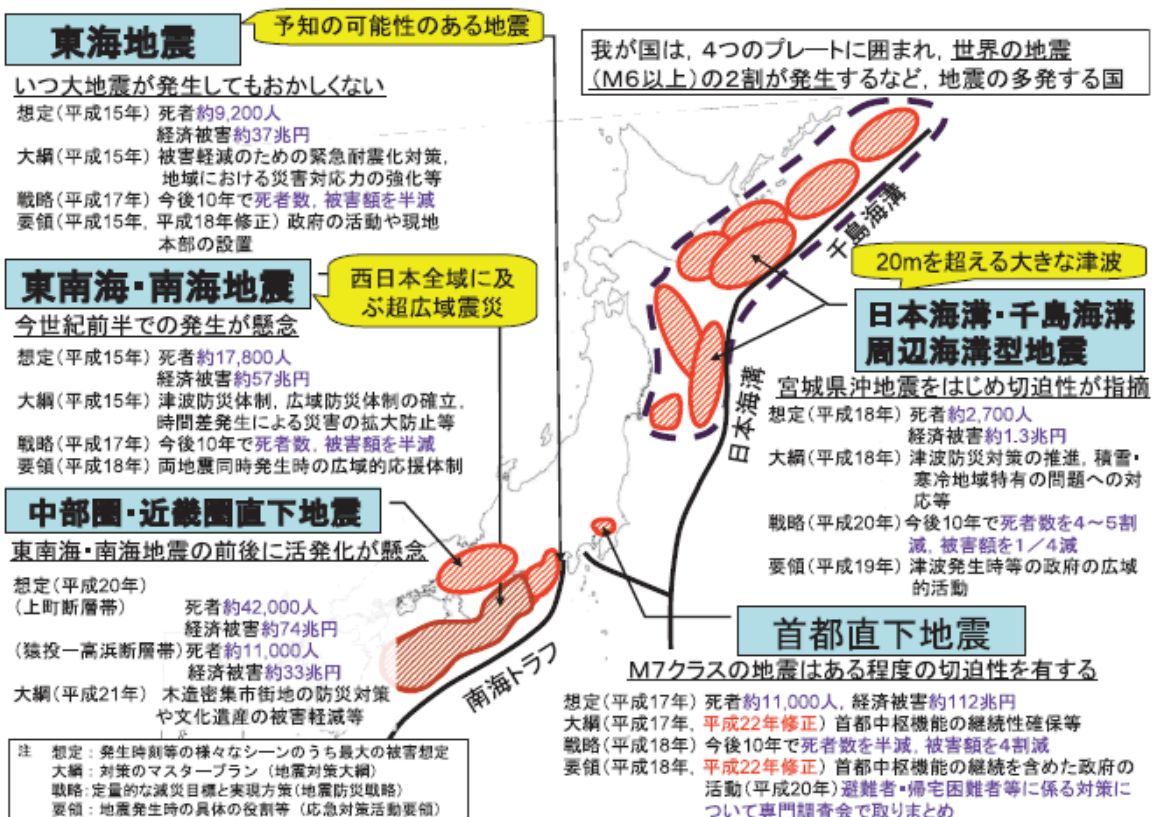 東海地震
予知の可能性のある地震
いつ大地震が発生してもおかしくない
想定(平成15年) 死者約9,200人
経済被害約37兆円
大綱(平成15年) 被害軽減のための緊急耐震化対策,
地域における災害対応力の強化等
戦略(平成17年) 今後10年で死者数, 被害額を半減
要領(平成15年, 平成18年修正) 政府の活動や現地
本部の設置
我が国は, 4つのプレートに囲まれ, 世界の地震
(M6以上)の2割が発生するなど, 地震の多発する国
東南海・南海地震
西日本全域に及
ぶ超広域震災
今世紀前半での発生が懸念
想定(平成15年) 死者約17,800人
経済被害約57兆円
大綱(平成15年) 津波防災体制, 広域防災体制の確立,
時間差発生による災害の拡大防止等
戦略(平成17年) 今後10年で死者数, 被害額を半減
要領(平成18年) 両地震同時発生時の広域的応援体制
千島海溝
20mを超える大きな津波
日本海溝・千島海溝
周辺海溝型地震
宮城県沖地震をはじめ切迫性が指摘
想定(平成18年) 死者約2,700人
経済被害約1.3兆円
大綱(平成18年) 津波防災対策の推進, 積雪・
寒冷地域特有の問題への対
応等
戦略(平成20年) 今後10年で死者数を4～5割
減, 被害額を1/4減
要領(平成19年) 津波発生時等の政府の広域
的活動
日本海溝
中部圏・近畿圏直下地震
東南海・南海地震の前後に活発化が懸念
想定(平成20年)
(上町断層帯) 死者約42,000人
経済被害約74兆円
(猿投ー高浜断層帯) 死者約11,000人
経済被害約33兆円
大綱(平成21年) 木造密集市街地の防災対策
や文化遺産の被害軽減等
南海トラフ
首都直下地震
M7クラスの地震はある程度の切迫性を有する
想定(平成17年) 死者約11,000人, 経済被害約112兆円
大綱(平成17年, 平成22年修正) 首都中枢機能の継続性確保等
戦略(平成18年) 今後10年で死者数を半減, 被害額を4割減
要領(平成18年, 平成22年修正) 首都中枢機能の継続を含めた政府の
活動(平成20年) 避難者・帰宅困難者等に係る対策に
ついて専門調査会で取りまとめ
注 想定：発生時刻等の様々なシーンのうち最大の被害想定
大綱：対策のマスタープラン（地震対策大綱）
戦略：定量的な減災目標と実現方策（地震防災戦略）
要領：地震発生時の具体の役割等（応急対策活動要領）